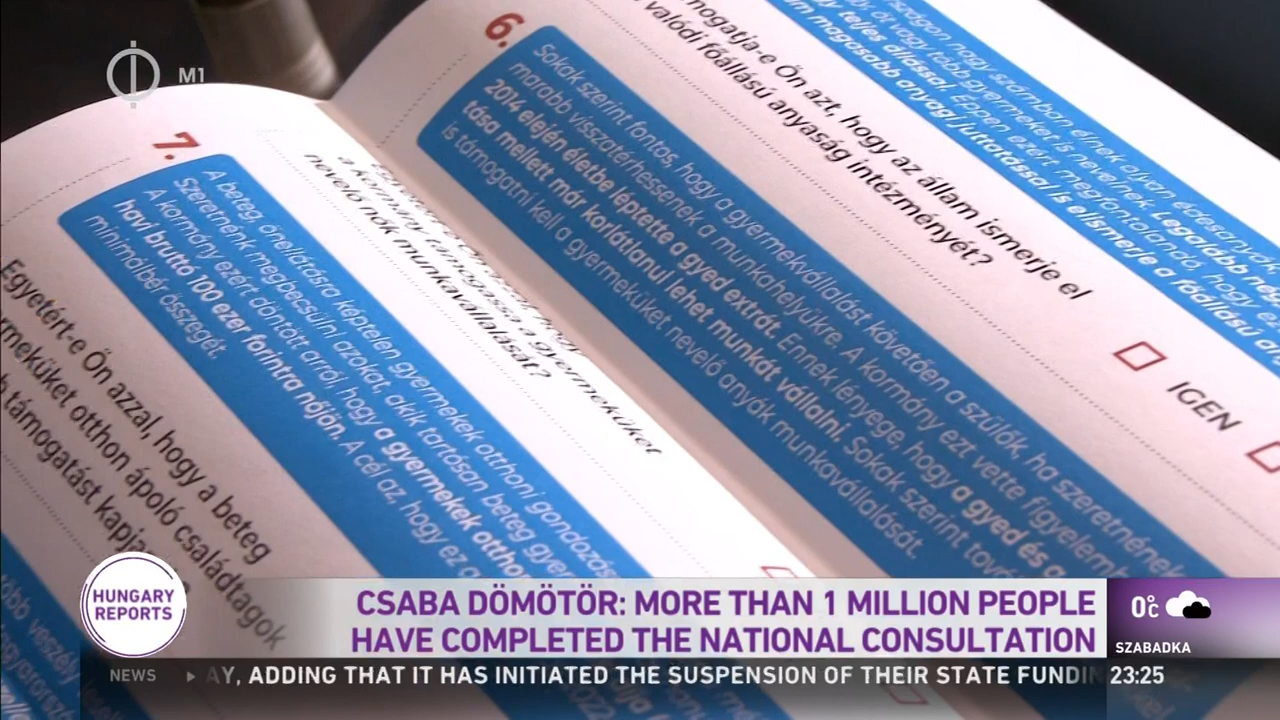 M1
6.
mogatja-e Ön azt, hogy az állam ismerje el
valódi főállású anyaság intézményét?
IGEN
Sokak szerint fontos, hogy a gyermekvállalást követően a szülők, ha szeretnének,
marabb visszatérhessenek a munkahelyükre. A kormány ezt vette figyelemb
2014 elején életbe léptette a gyed extrát. Ennek lényege, hogy a gyed és a
tása mellett már korlátlanul lehet munkát vállalni. Sokak szerint tová
is támogatni kell a gyermeküket nevelő anyák munkavállalását.
a kormány támogassa a gyermeküket
nevelő nők munkavállalását?
7.
A beteg, önellátásra képtelen gyermekek otthoni gondozás
Szeretnénk megbecsülni azokat, akik tartósan beteg gyer
A kormány ezért döntött arról, hogy a gyermekek ottho
havi bruttó 100 ezer forintra nőjön. A cél az, hogy ez a
minimálbér összegét.
Egyetért-e Ön azzal, hogy a beteg
rmeküket otthon ápoló családtagok
támogatást kapja
HUNGARY
REPORTS
CSABA DÖMÖTÖR: MORE THAN 1 MILLION PEOPLE
HAVE COMPLETED THE NATIONAL CONSULTATION
0°C
SZABADKA
NEWS AY, ADDING THAT IT HAS INITIATED THE SUSPENSION OF THEIR STATE FUNDIN 23:25